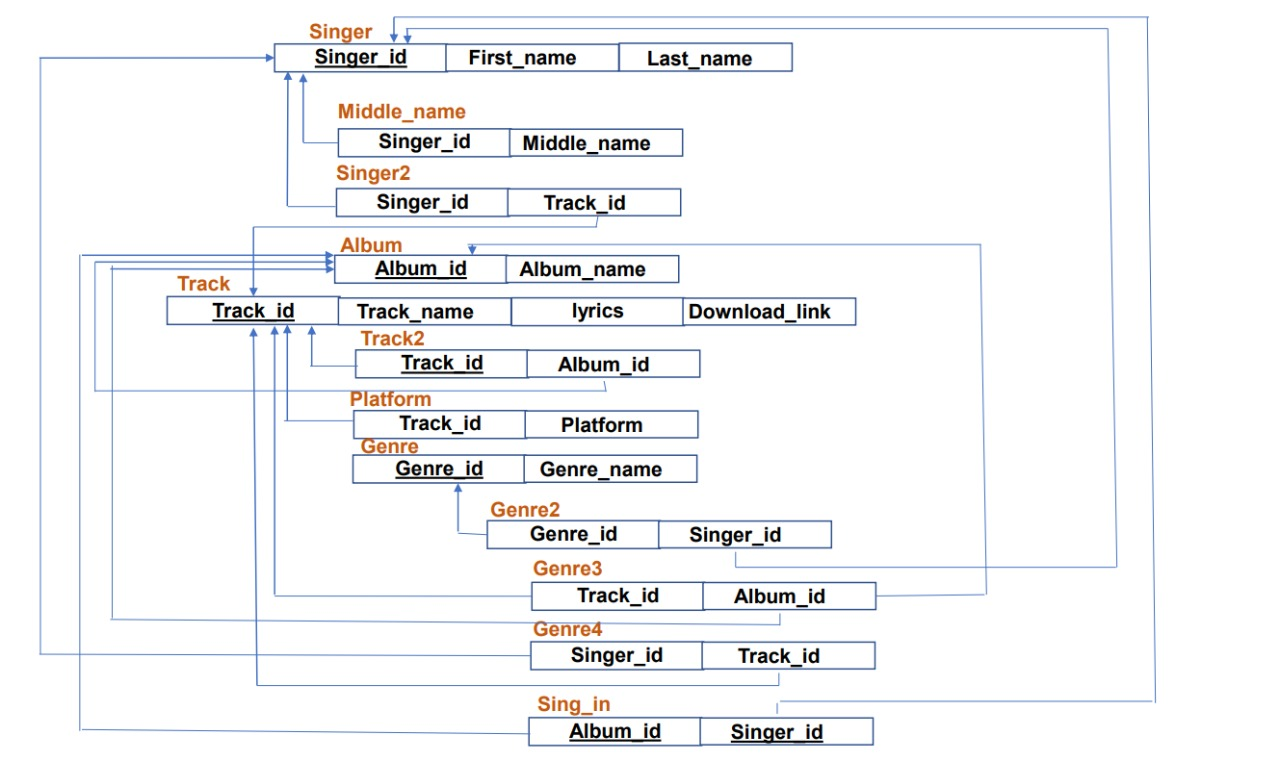 Singer
Singer_id First_name Last_name
Middle_name
Singer_id Middle_name
Singer2
Singer_id Track_id
Album
Album_id Album_name
Track
Track_id Track_name lyrics Download_link
Track2
Track_id Album_id
Platform
Track_id Platform
Genre
Genre_id Genre_name
Genre2
Genre_id Singer_id
Genre3
Track_id Album_id
Genre4
Singer_id Track_id
Sing_in
Album_id Singer_id